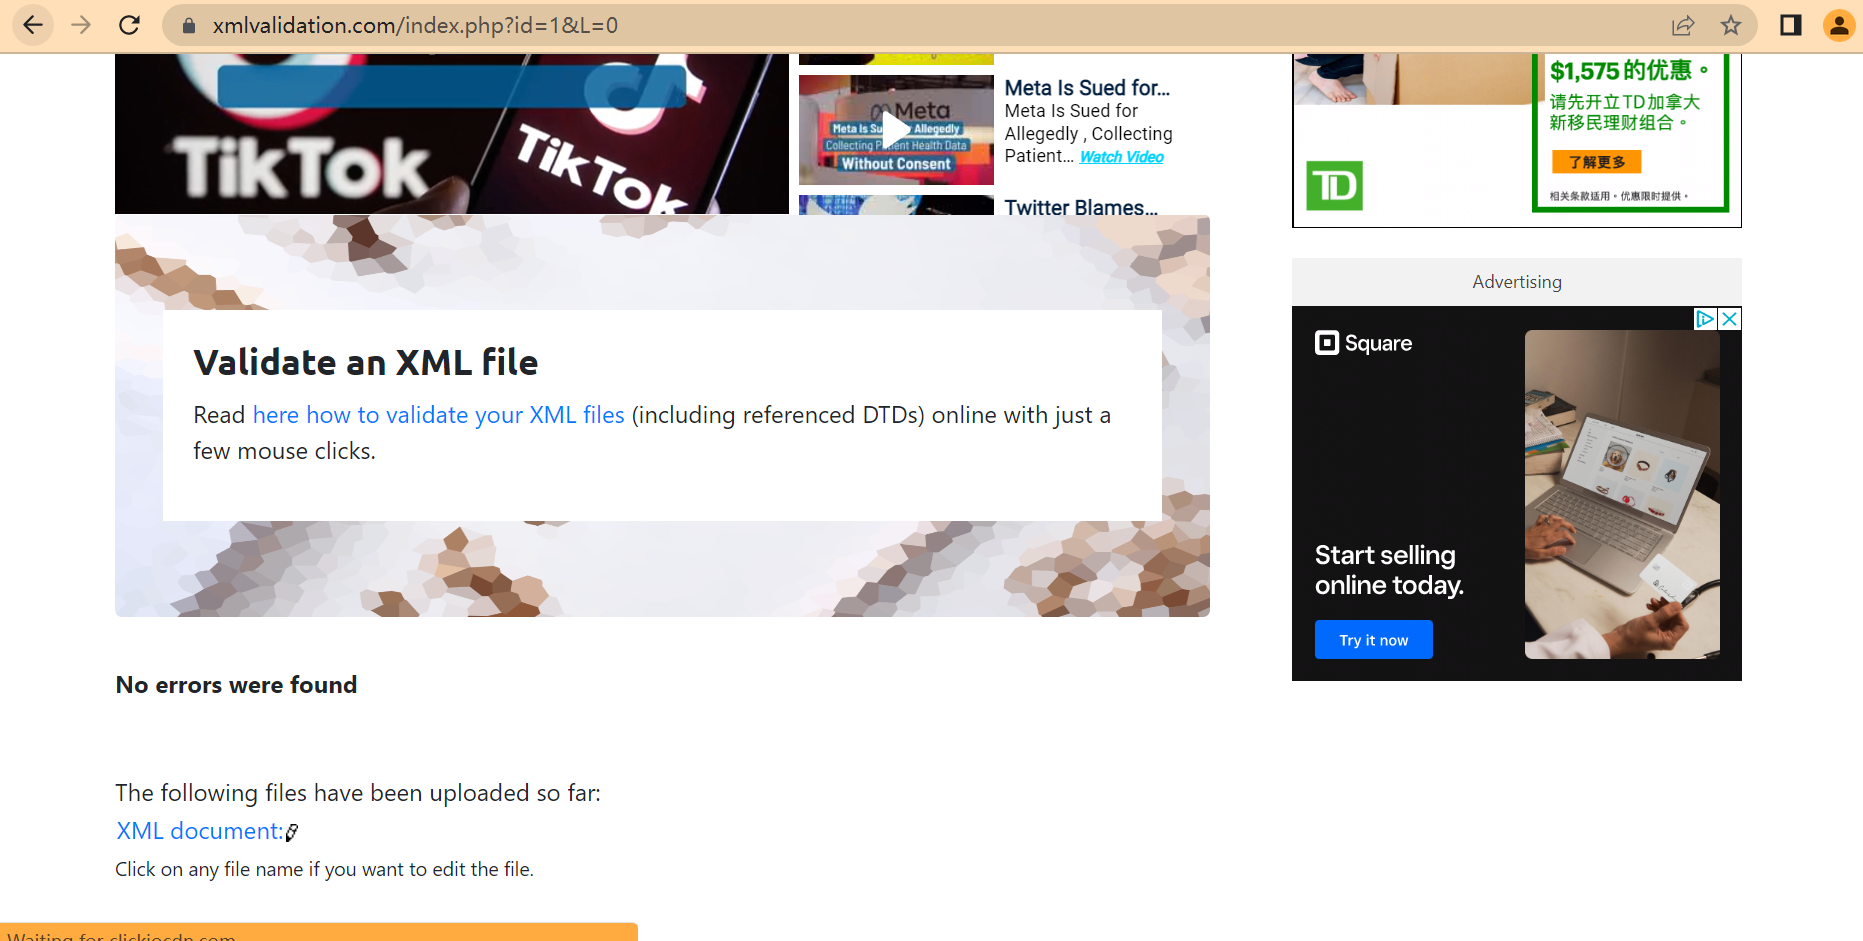 xmlvalidation.com/index.php?id=1&L=0
TikTok
TikTok
Meta
Meta Is Sued Allegedly
Collecting Patient Health Data
Without Consent
Meta Is Sued for...
Meta Is Sued for
Allegedly , Collecting
Patient... Watch Video
Twitter Blames...
$1,575 的优惠。
请先开立TD加拿大
新移民理财组合。
了解更多
相关条款适用。优惠限时提供。
TD
Validate an XML file
Read here how to validate your XML files (including referenced DTDs) online with just a
few mouse clicks.
Advertising
Square
Start selling
online today.
Try it now
No errors were found
The following files have been uploaded so far:
XML document:
Click on any file name if you want to edit the file.
Waiting for clickiocdn.com